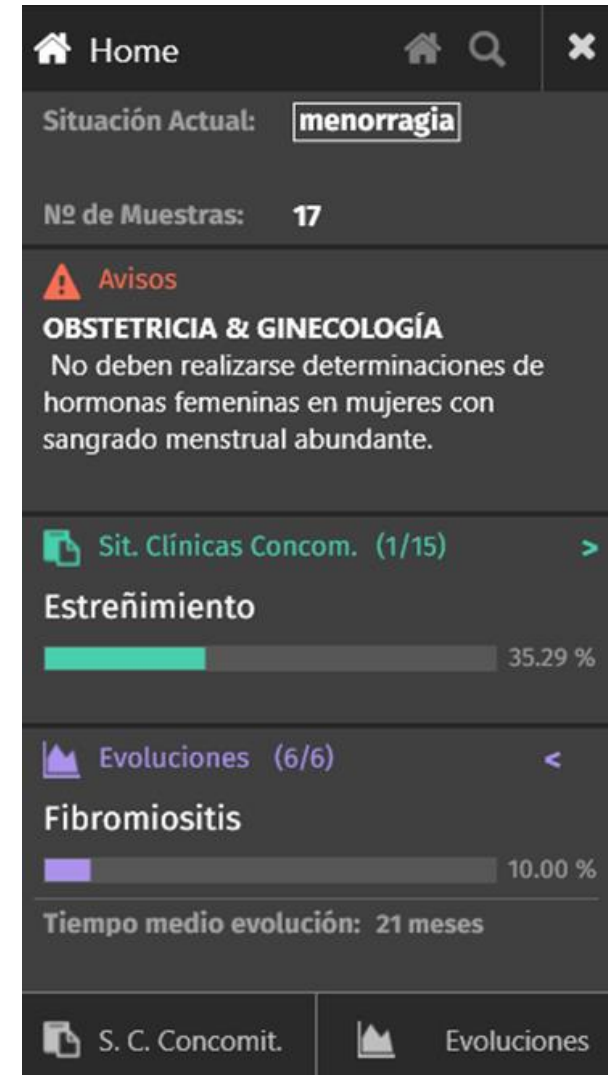 Home
Situación Actual: menorragia
Nº de Muestras: 17
Avisos
OBSTETRICIA & GINECOLOGÍA
No deben realizarse determinaciones de
hormonas femeninas en mujeres con
sangrado menstrual abundante.
Sit. Clínicas Concom. (1/15) >
Estreñimiento
35.29 %
Evoluciones (6/6) <
Fibromiositis
10.00 %
Tiempo medio evolución: 21 meses
S. C. Concomit. Evoluciones